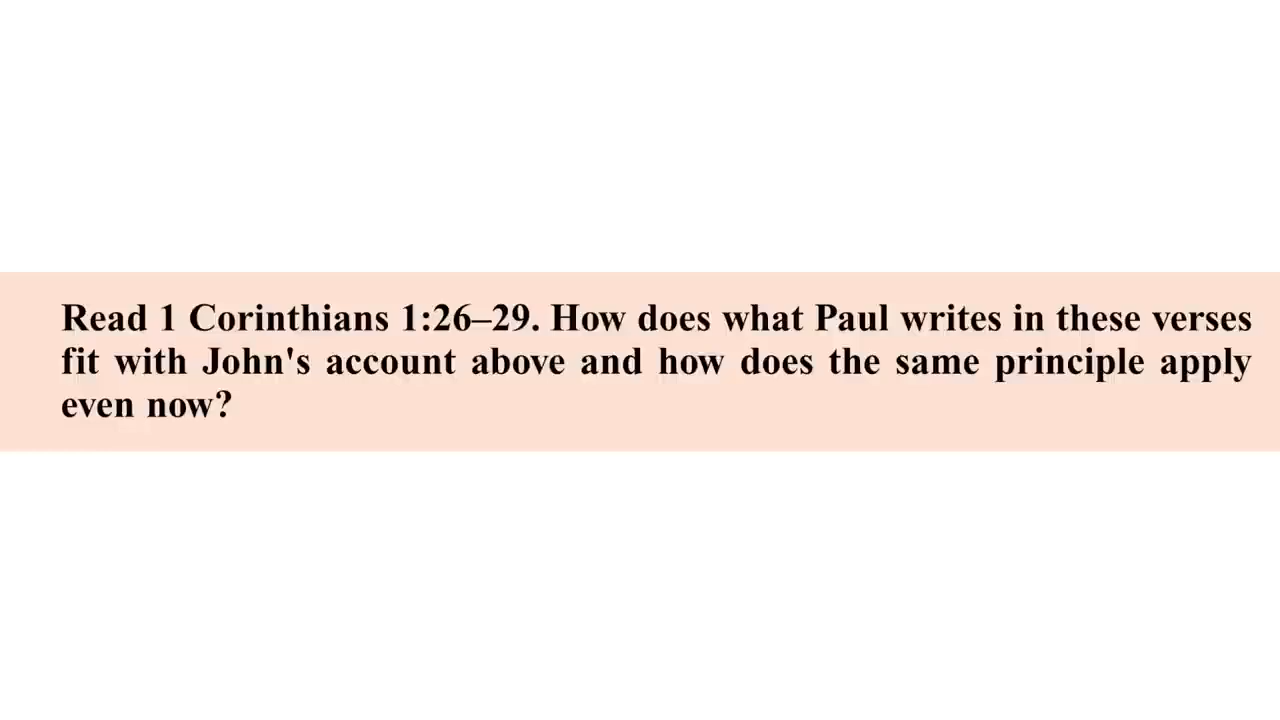 Read 1 Corinthians 1:26–29. How does what Paul writes in these verses
fit with John's account above and how does the same principle apply
even now?